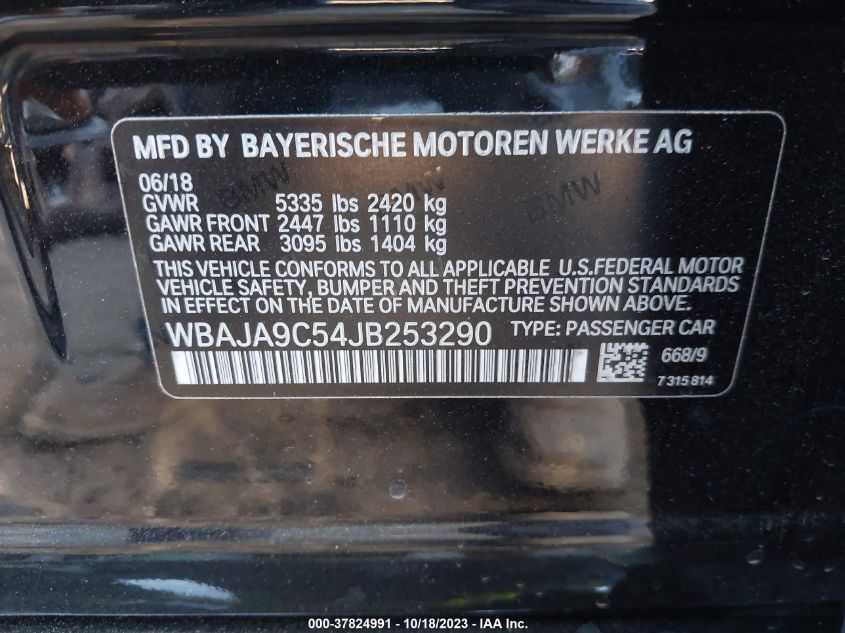 MFD BY BAYERISCHE MOTOREN WERKE AG
06/18
GVWR 5335 lbs 2420 kg
GAWR FRONT 2447 lbs 1110 kg
GAWR REAR 3095 lbs 1404 kg
BMW BMW BMW
THIS VEHICLE CONFORMS TO ALL APPLICABLE U.S.FEDERAL MOTOR
VEHICLE SAFETY, BUMPER AND THEFT PREVENTION STANDARDS
IN EFFECT ON THE DATE OF MANUFACTURE SHOWN ABOVE.
WBAJA9C54JB253290 TYPE: PASSENGER CAR
668/9
7 315 814
000-37824991 - 10/18/2023 - IAA Inc.